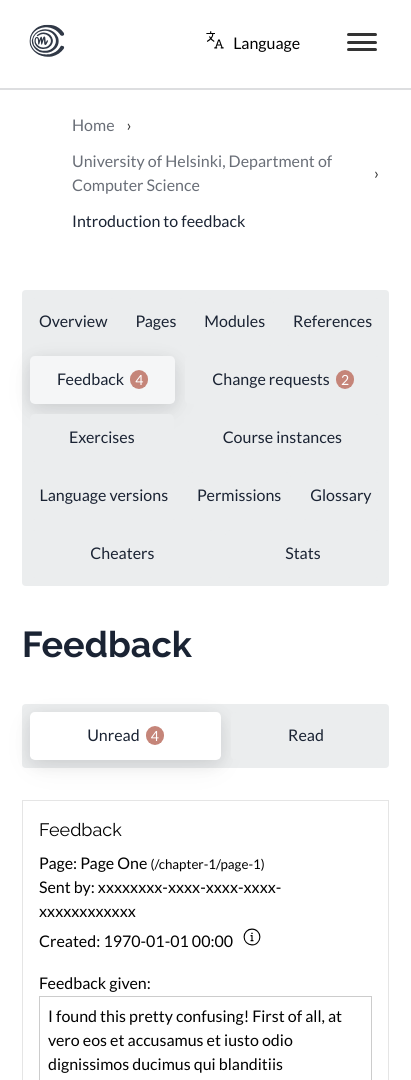 Language
Home ›
University of Helsinki, Department of
Computer Science ›
Introduction to feedback
Overview Pages Modules References
Feedback 4 Change requests 2
Exercises Course instances
Language versions Permissions Glossary
Cheaters Stats
Feedback
Unread 4 Read
Feedback
Page: Page One (/chapter-1/page-1)
Sent by: xxxxxxxx-xxxx-xxxx-xxxx-
xxxxxxxxxxxx
Created: 1970-01-01 00:00
Feedback given:
I found this pretty confusing! First of all, at
vero eos et accusamus et iusto odio
dignissimos ducimus qui blanditiis